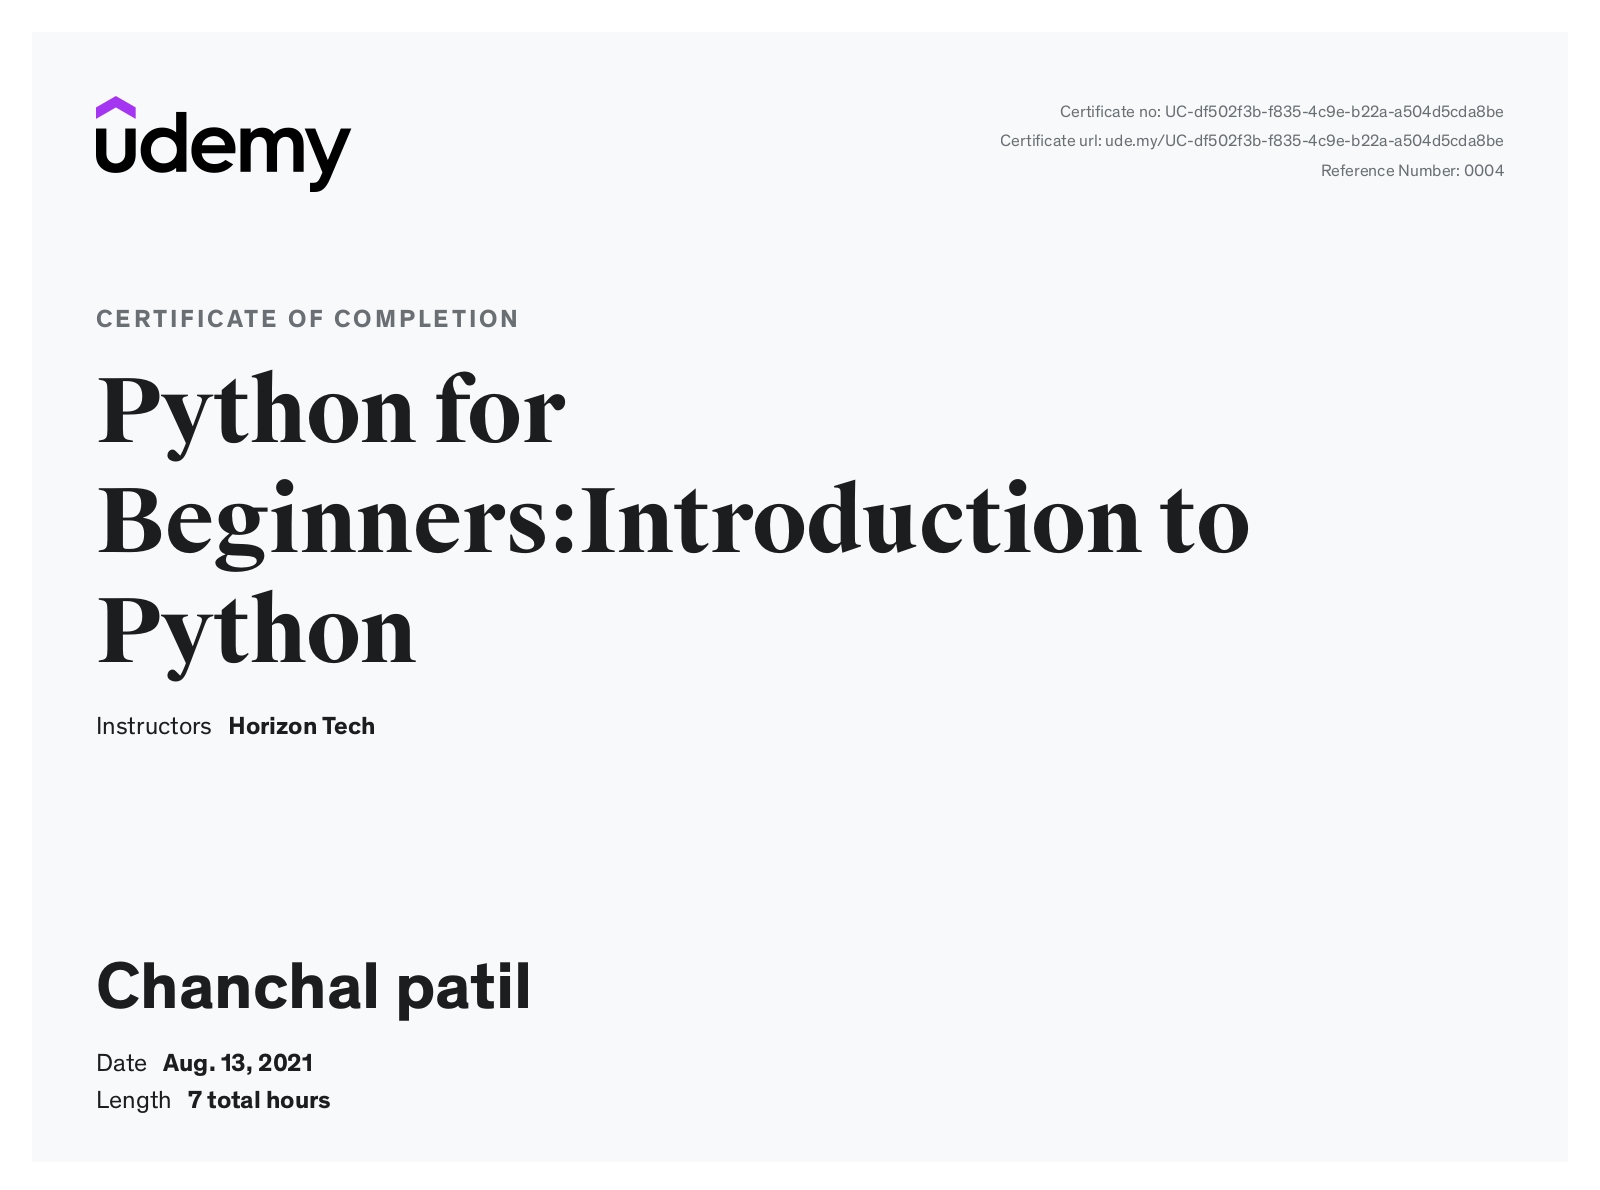 udemy
Certificate no: UC-df502f3b-f835-4c9e-b22a-a504d5cda8be
Certificate url: ude.my/UC-df502f3b-f835-4c9e-b22a-a504d5cda8be
Reference Number: 0004
CERTIFICATE OF COMPLETION
Python for
Beginners:Introduction to
Python
Instructors Horizon Tech
Chanchal patil
Date Aug. 13, 2021
Length 7 total hours